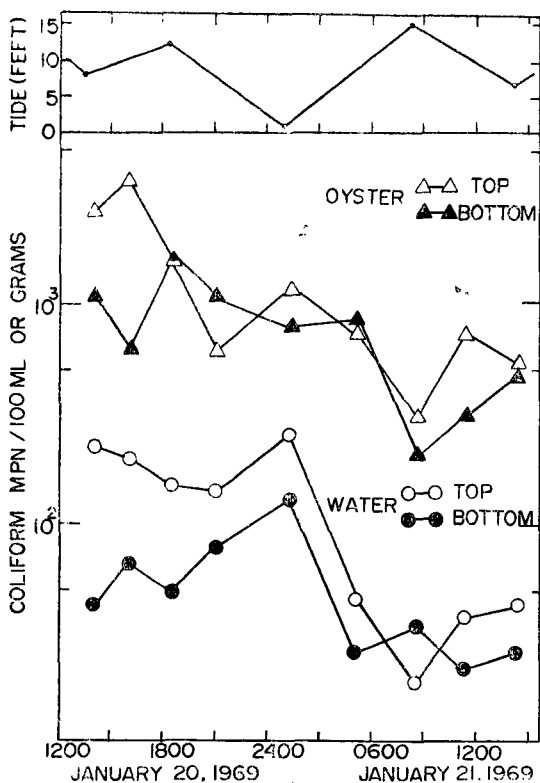 TIDE (FEET)
15
10
5
0
OYSTER TOP
BOTTOM
COLIFORM MPN/100 ML OR GRAMS
10³
WATER TOP
10² BOTTOM
1200 1800 2400 0600 1200
JANUARY 20, 1969 JANUARY 21, 1969